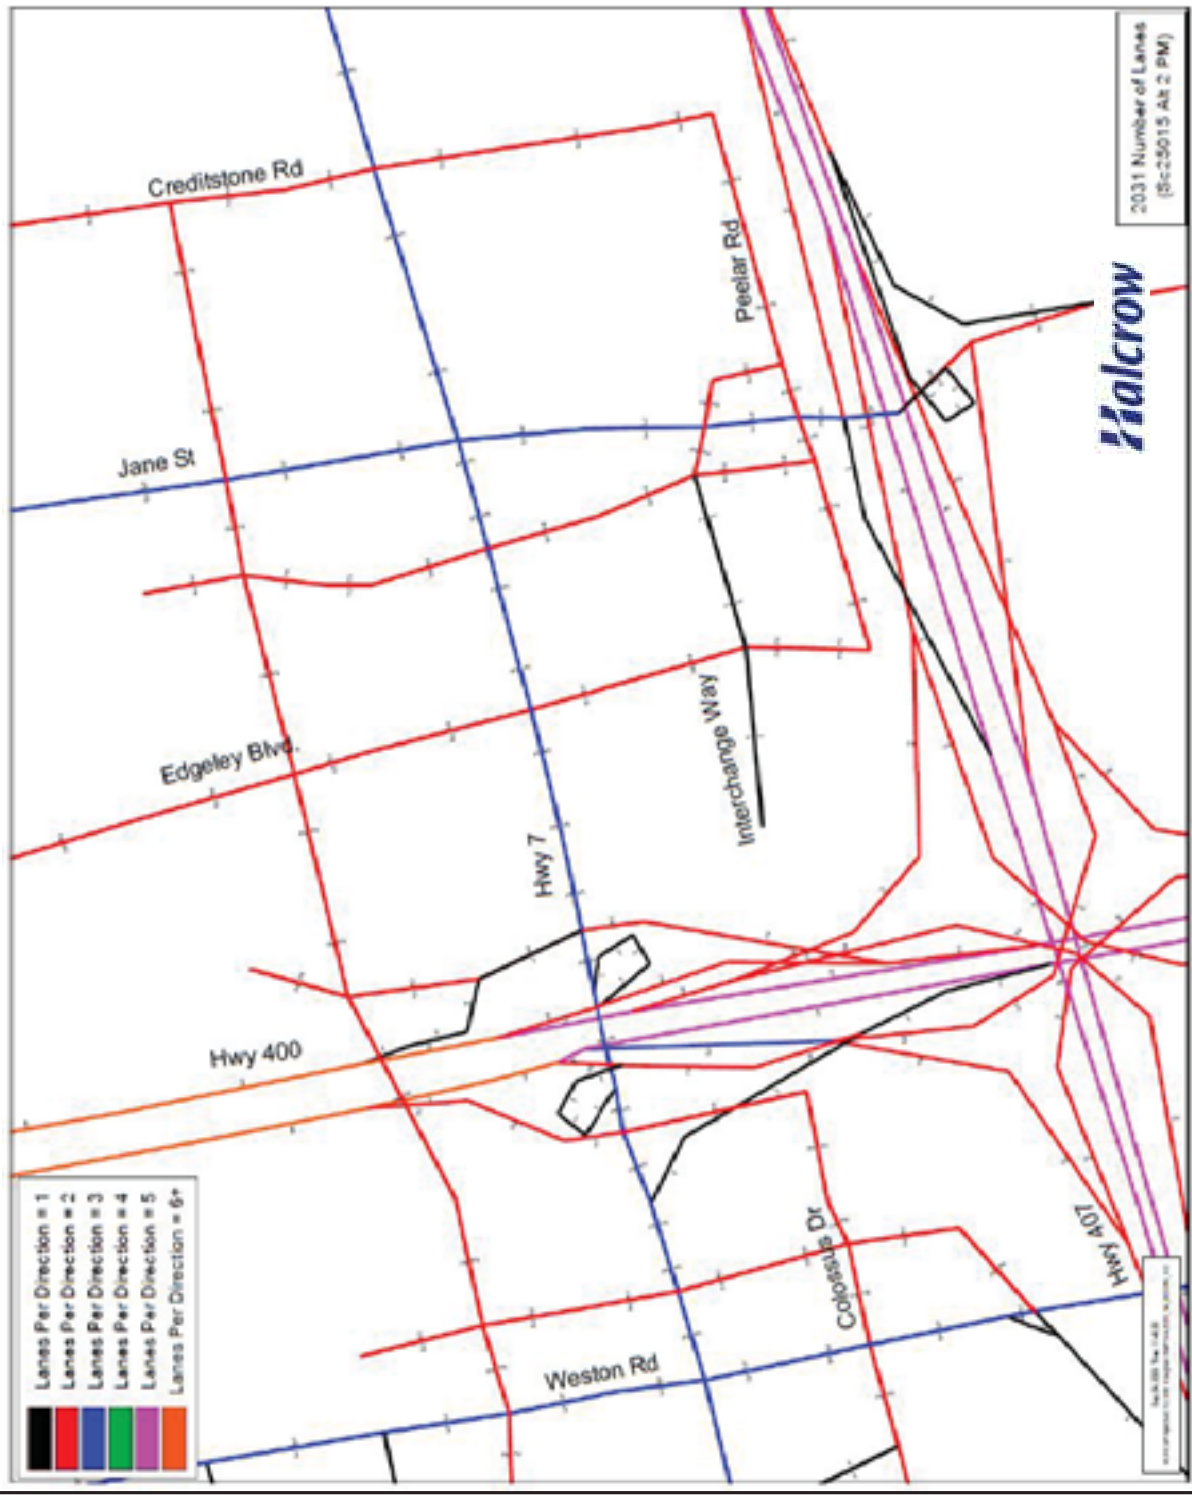 2031 Number of Lanes
(Sc25015 Alt 2 PM)
Halcrow
Creditstone Rd
Peelar Rd
Jane St
Edgeley Blvd.
Interchange Way
Hwy 7
Hwy 400
Colossus Dr
Hwy 407
Weston Rd
Lanes Per Direction = 1
Lanes Per Direction = 2
Lanes Per Direction = 3
Lanes Per Direction = 4
Lanes Per Direction = 5
Lanes Per Direction = 6+